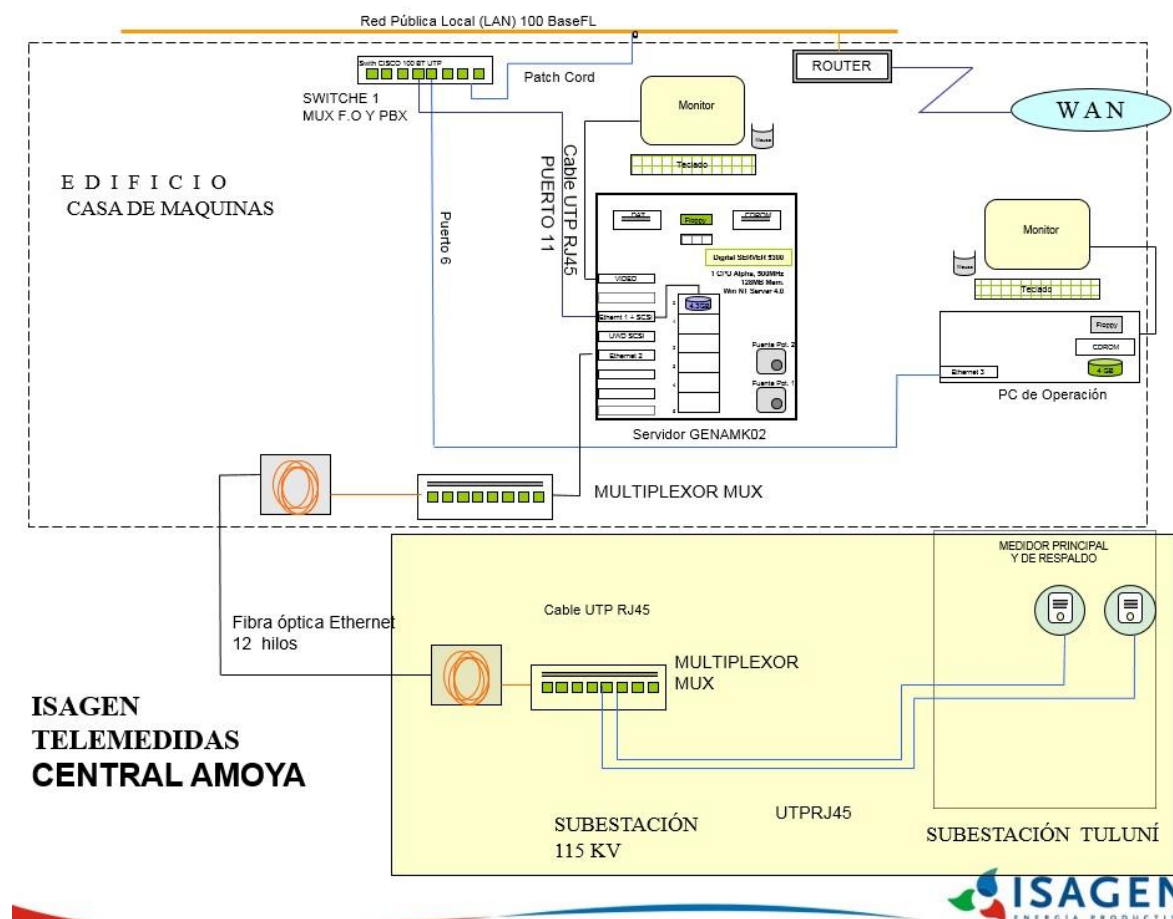 Red Pública Local (LAN) 100 BaseFL
Swith CISCO 100 BT UTP
Patch Cord
ROUTER
WAN
SWITCHE 1
MUX F.O Y PBX
Monitor
Mouse
Teclado
Cable UTP RJ45
PUERTO 11
Puerto 6
EDIFICIO
CASA DE MAQUINAS
DAT
Floppy
CDROM
Digital SERVER 5300
1 CPU Alpha, 500MHz
128MB Mem.
Win NT Server 4.0
VIDEO
Ethernt 1 + SCSI
UWD SCSI
Ethernet 2
Fuente Pot. 2
Fuente Pot. 1
Servidor GENAMK02
Monitor
Mouse
Teclado
Floppy
CDROM
4 GB
Ethernet 3
PC de Operación
MULTIPLEXOR MUX
MEDIDOR PRINCIPAL
Y DE RESPALDO
Fibra óptica Ethernet
12 hilos
Cable UTP RJ45
MULTIPLEXOR
MUX
ISAGEN
TELEMEDIDAS
CENTRAL AMOYA
UTPRJ45
SUBESTACIÓN
115 KV
SUBESTACIÓN TULUNÍ
ISAGEN